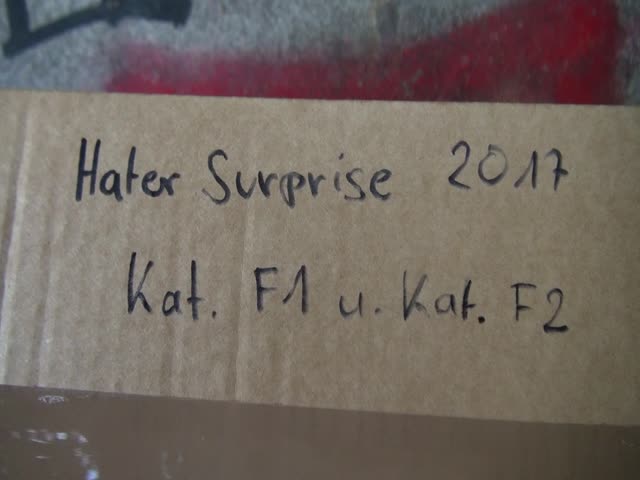 Hater Surprise 2017
Kat. F1 u. Kat. F2